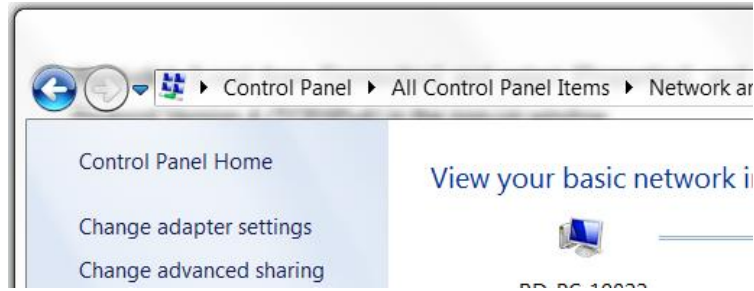 Control Panel ▸ All Control Panel Items ▸ Network ar
Control Panel Home
View your basic network i
Change adapter settings
Change advanced sharing